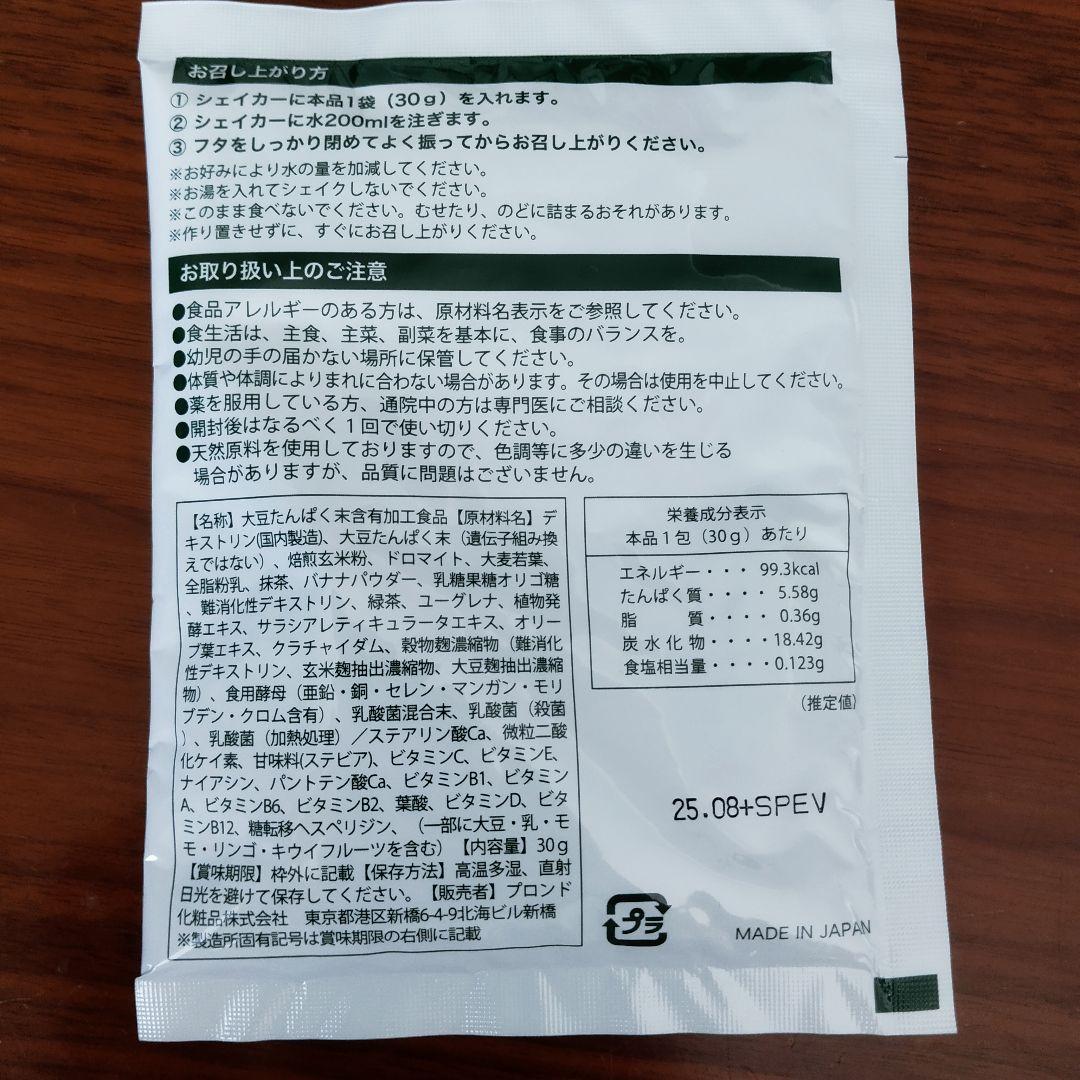 お召し上がり方
① シェイカーに本品1袋（30g）を入れます。
② シェイカーに水200mlを注ぎます。
③ フタをしっかり閉めてよく振ってからお召し上がりください。
※お好みにより水の量を加減してください。
※お湯を入れてシェイクしないでください。
※このまま食べないでください。むせたり、のどに詰まるおそれがあります。
※作り置きせずに、すぐにお召し上がりください。
お取り扱い上のご注意
●食品アレルギーのある方は、原材料名表示をご参照してください。
●食生活は、主食、主菜、副菜を基本に、食事のバランスを。
●幼児の手の届かない場所に保管してください。
●体質や体調によりまれに合わない場合があります。その場合は使用を中止してください。
●薬を服用している方、通院中の方は専門医にご相談ください。
●開封後はなるべく1回で使い切りください。
●天然原料を使用しておりますので、色調等に多少の違いを生じる
場合がありますが、品質に問題はございません。
【名称】大豆たんぱく末含有加工食品【原材料名】デ
キストリン(国内製造)、大豆たんぱく末（遺伝子組み換
えではない）、焙煎玄米粉、ドロマイト、大麦若葉、
全脂粉乳、抹茶、バナナパウダー、乳糖果糖オリゴ糖
、難消化性デキストリン、緑茶、ユーグレナ、植物発
酵エキス、サラシアレティキュラータエキス、オリー
ブ葉エキス、クラチャイダム、穀物麹濃縮物（難消化
性デキストリン、玄米麹抽出濃縮物、大豆麹抽出濃縮
物）、食用酵母（亜鉛・銅・セレン・マンガン・モリ
ブデン・クロム含有）、乳酸菌混合末、乳酸菌（殺菌
）、乳酸菌（加熱処理）／ステアリン酸Ca、微粒二酸
化ケイ素、甘味料(ステビア)、ビタミンC、ビタミンE、
ナイアシン、パントテン酸Ca、ビタミンB1、ビタミン
A、ビタミンB6、ビタミンB2、葉酸、ビタミンD、ビタ
ミンB12、糖転移ヘスペリジン、（一部に大豆・乳・モ
モ・リンゴ・キウイフルーツを含む）【内容量】30g
【賞味期限】枠外に記載【保存方法】高温多湿、直射
日光を避けて保存してください。【販売者】プロンド
化粧品株式会社 東京都港区新橋6-4-9北海ビル新橋
※製造所固有記号は賞味期限の右側に記載
栄養成分表示
本品1包（30g）あたり
エネルギー・・・99.3kcal
たんぱく質・・・・5.58g
脂 質・・・・0.36g
炭水化物・・・・18.42g
食塩相当量・・・・0.123g
（推定値）
25.08+SPEV
プラ
MADE IN JAPAN